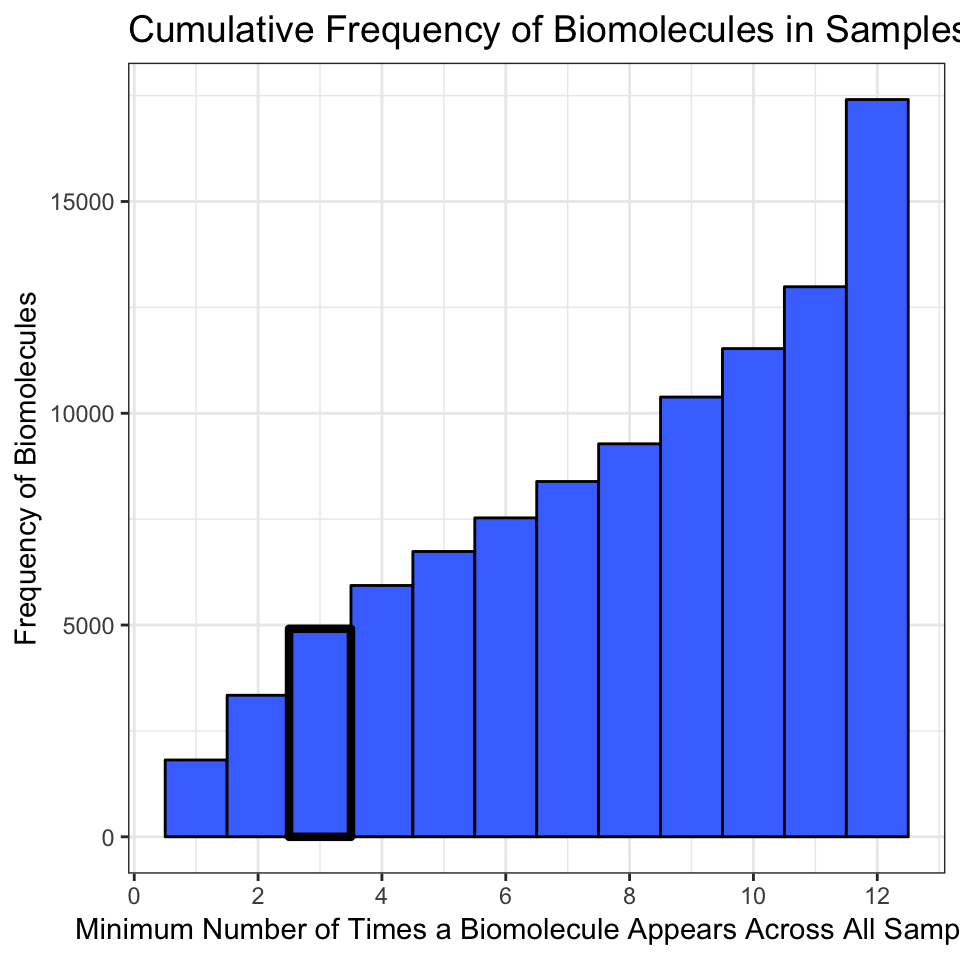 Cumulative Frequency of Biomolecules in Samples
Frequency of Biomolecules
15000
10000
5000
0
0 2 4 6 8 10 12
Minimum Number of Times a Biomolecule Appears Across All Samp